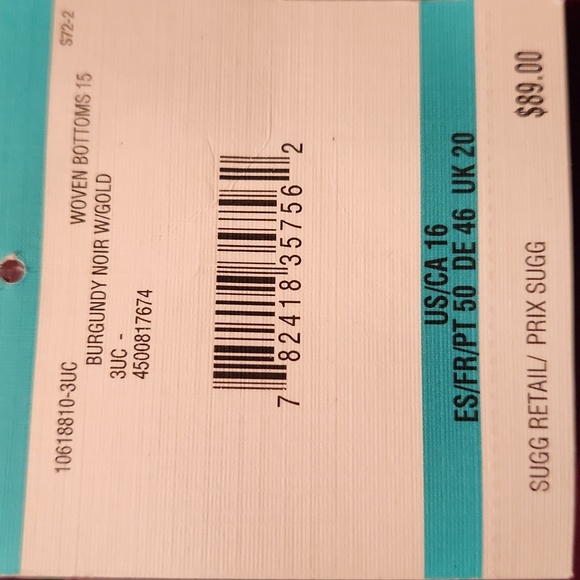 S72-2
10618810-3UC WOVEN BOTTOMS 15
BURGUNDY NOIR W/GOLD
3UC -
4500817674
7 82418 35756 2
US/CA 16
ES/FR/PT 50 DE 46 UK 20
SUGG RETAIL/ PRIX SUGG $89.00